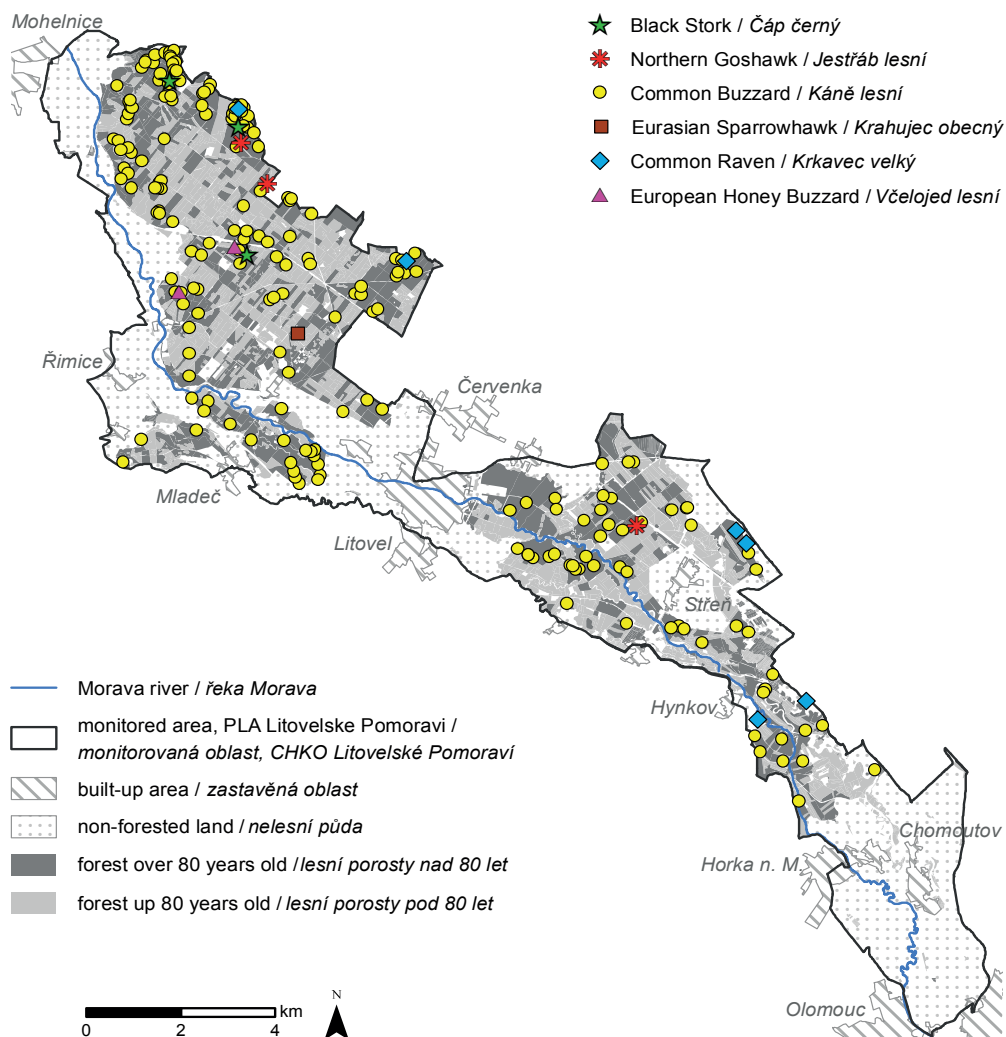 Mohelnice
Black Stork / Čáp černý
Northern Goshawk / Jestřáb lesní
Common Buzzard / Káně lesní
Eurasian Sparrowhawk / Krahujec obecný
Common Raven / Krkavec velký
European Honey Buzzard / Včelojed lesní
Řimice
Červenka
Mladeč
Litovel
Střeň
Hynkov
Chomoutov
Horka n. M.
Olomouc
Morava river / řeka Morava
monitored area, PLA Litovelske Pomoravi /
monitorovaná oblast, CHKO Litovelské Pomoraví
built-up area / zastavěná oblast
non-forested land / nelesní půda
forest over 80 years old / lesní porosty nad 80 let
forest up 80 years old / lesní porosty pod 80 let
km
0 2 4
N